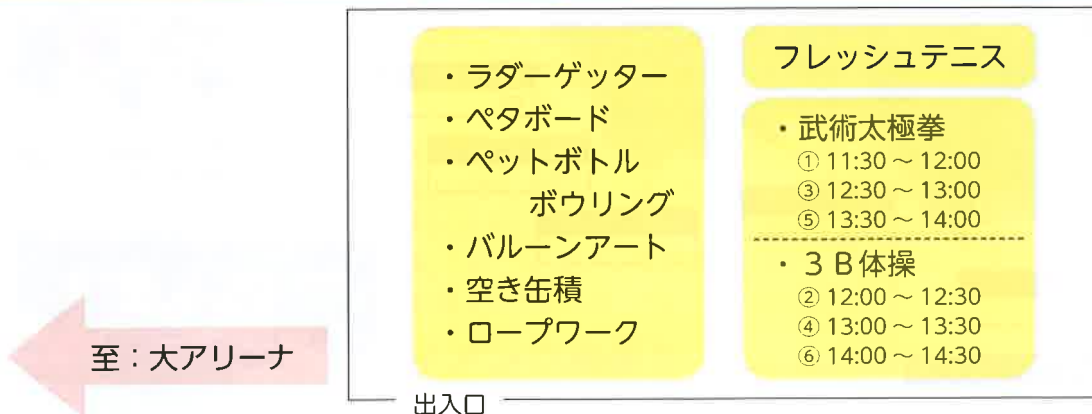 ・ラダーゲッター
・ペタボード
・ペットボトル
ボウリング
・バルーンアート
・空き缶積
・ロープワーク
フレッシュテニス
・武術太極拳
① 11:30 ～ 12:00
③ 12:30 ～ 13:00
⑤ 13:30 ～ 14:00
・３Ｂ体操
② 12:00 ～ 12:30
④ 13:00 ～ 13:30
⑥ 14:00 ～ 14:30
至：大アリーナ
出入口